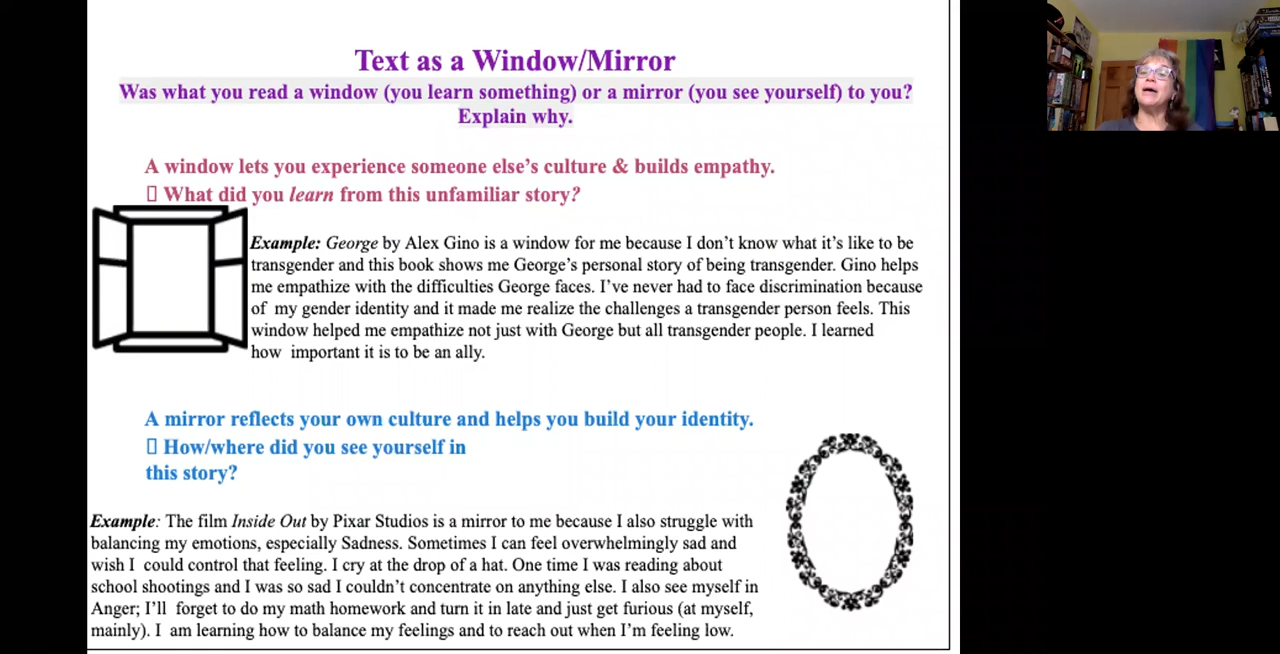 Text as a Window/Mirror
Was what you read a window (you learn something) or a mirror (you see yourself) to you?
Explain why.
A window lets you experience someone else's culture & builds empathy.
What did you learn from this unfamiliar story?
Example: George by Alex Gino is a window for me because I don't know what it's like to be
transgender and this book shows me George's personal story of being transgender. Gino helps
me empathize with the difficulties George faces. I've never had to face discrimination because
of my gender identity and it made me realize the challenges a transgender person feels. This
window helped me empathize not just with George but all transgender people. I learned
how important it is to be an ally.
A mirror reflects your own culture and helps you build your identity.
How/where did you see yourself in
this story?
Example: The film Inside Out by Pixar Studios is a mirror to me because I also struggle with
balancing my emotions, especially Sadness. Sometimes I can feel overwhelmingly sad and
wish I could control that feeling. I cry at the drop of a hat. One time I was reading about
school shootings and I was so sad I couldn't concentrate on anything else. I also see myself in
Anger; I'll forget to do my math homework and turn it in late and just get furious (at myself,
mainly). I am learning how to balance my feelings and to reach out when I'm feeling low.